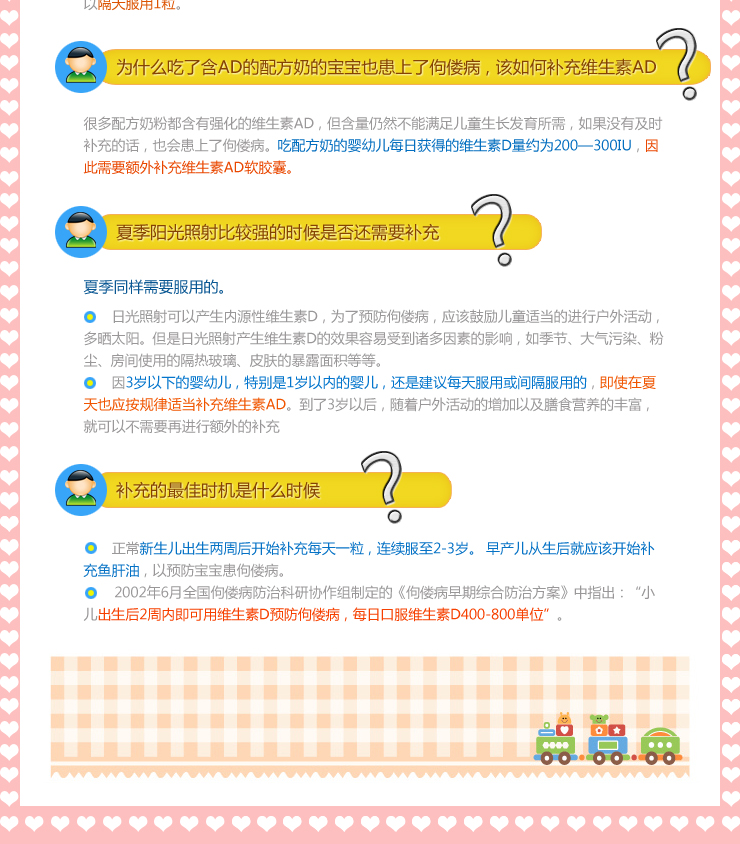 以隔天服用1粒。
为什么吃了含AD的配方奶的宝宝也患上了佝偻病，该如何补充维生素AD
很多配方奶粉都含有强化的维生素AD，但含量仍然不能满足儿童生长发育所需，如果没有及时
补充的话，也会患上了佝偻病。吃配方奶的婴幼儿每日获得的维生素D量约为200—300IU，因
此需要额外补充维生素AD软胶囊。
夏季阳光照射比较强的时候是否还需要补充
夏季同样需要服用的。
日光照射可以产生内源性维生素D，为了预防佝偻病，应该鼓励儿童适当的进行户外活动，
多晒太阳。但是日光照射产生维生素D的效果容易受到诸多因素的影响，如季节、大气污染、粉
尘、房间使用的隔热玻璃、皮肤的暴露面积等等。
因3岁以下的婴幼儿，特别是1岁以内的婴儿，还是建议每天服用或间隔服用的，即使在夏
天也应按规律适当补充维生素AD。到了3岁以后，随着户外活动的增加以及膳食营养的丰富，
就可以不需要再进行额外的补充
补充的最佳时机是什么时候
正常新生儿出生两周后开始补充每天一粒，连续服至2-3岁。 早产儿从生后就应该开始补
充鱼肝油，以预防宝宝患佝偻病。
2002年6月全国佝偻病防治科研协作组制定的《佝偻病早期综合防治方案》中指出：“小
儿出生后2周内即可用维生素D预防佝偻病，每日口服维生素D400-800单位”。